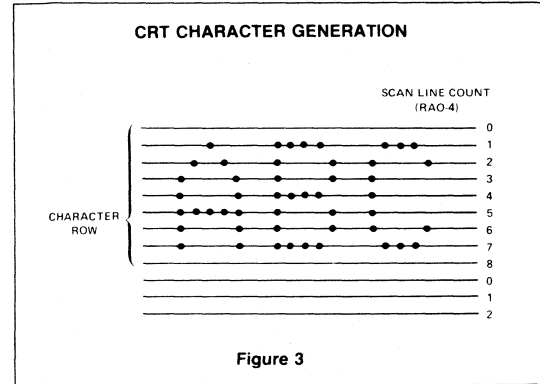 CRT CHARACTER GENERATION
SCAN LINE COUNT
(RA0-4)
0
1
2
3
4
CHARACTER 5
ROW 6
7
8
0
1
2
Figure 3